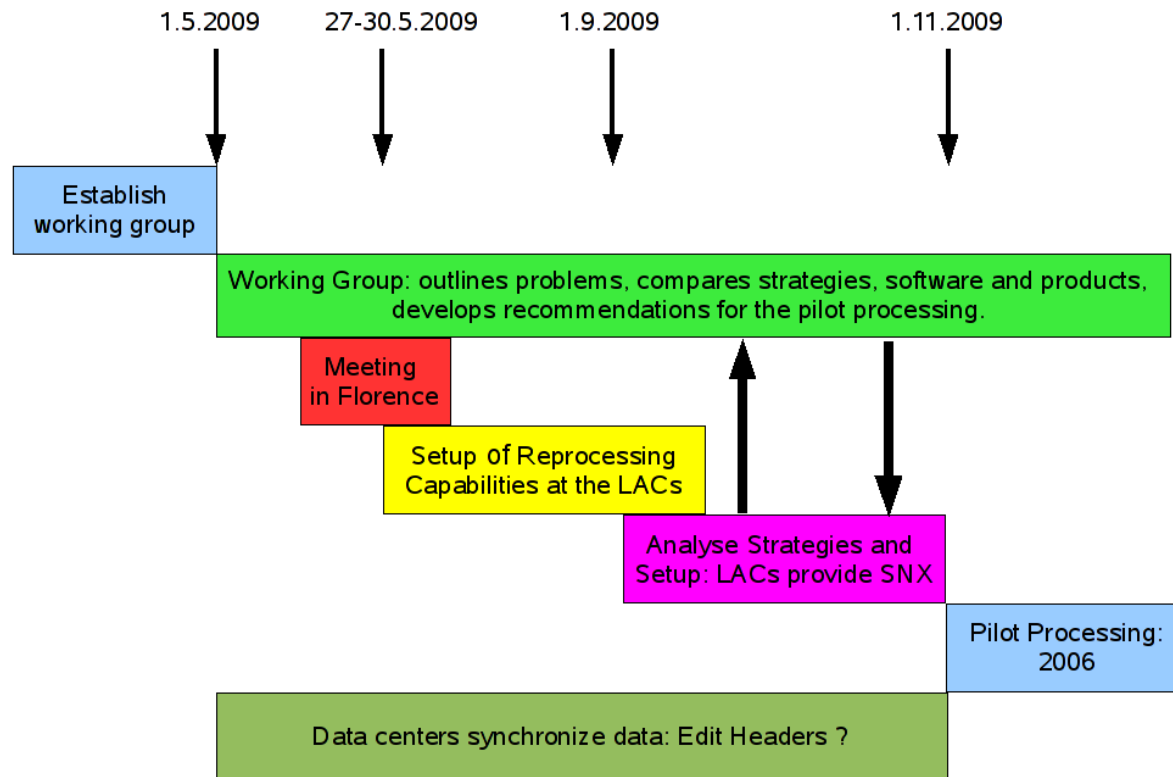 1.5.2009
27-30.5.2009
1.9.2009
1.11.2009
Establish
working group
Working Group: outlines problems, compares strategies, software and products,
develops recommendations for the pilot processing.
Meeting
in Florence
Setup of Reprocessing
Capabilities at the LACs
Analyse Strategies and
Setup: LACs provide SNX
Pilot Processing:
2006
Data centers synchronize data: Edit Headers ?